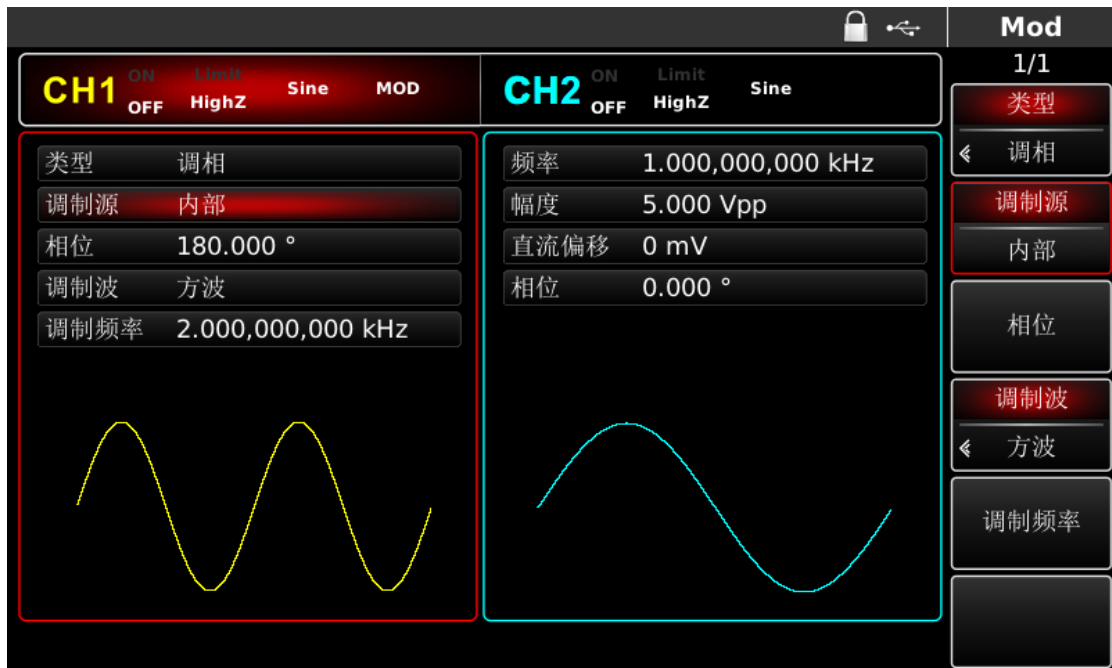 Mod
1/1
CH1 ON OFF Limit HighZ Sine MOD
CH2 ON OFF Limit HighZ Sine
类型 调相
调制源 内部
相位 180.000 °
调制波 方波
调制频率 2.000,000,000 kHz
频率 1.000,000,000 kHz
幅度 5.000 Vpp
直流偏移 0 mV
相位 0.000 °
类型
调相
调制源
内部
相位
调制波
方波
调制频率